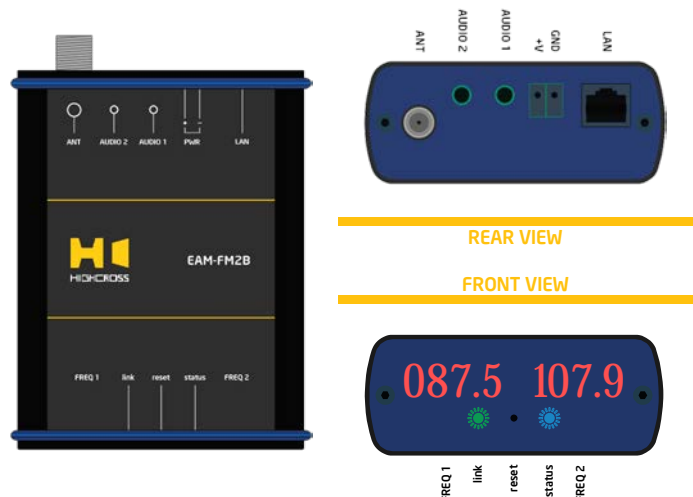 ANT
AUDIO 2
AUDIO 1
PWR
LAN
HIGHCROSS
EAM-FM2B
FREQ 1
link
reset
status
FREQ 2
ANT
AUDIO 2
AUDIO 1
+V
GND
LAN
REAR VIEW
FRONT VIEW
087.5
107.9
FREQ 1
link
reset
status
FREQ 2